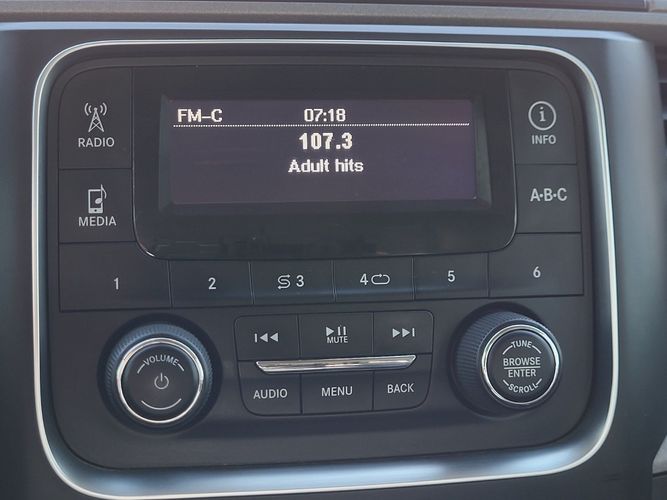 FM-C 07:18
107.3
Adult hits
RADIO
INFO
MEDIA
A·B·C
1 2 3 4 5 6
MUTE
VOLUME
TUNE
BROWSE
ENTER
SCROLL
AUDIO MENU BACK